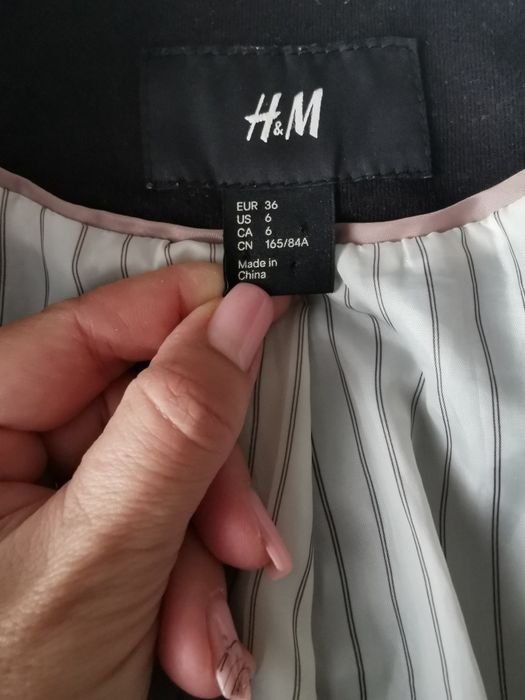 H&M
EUR 36
US 6
CA 6
CN 165/84A
Made in
China